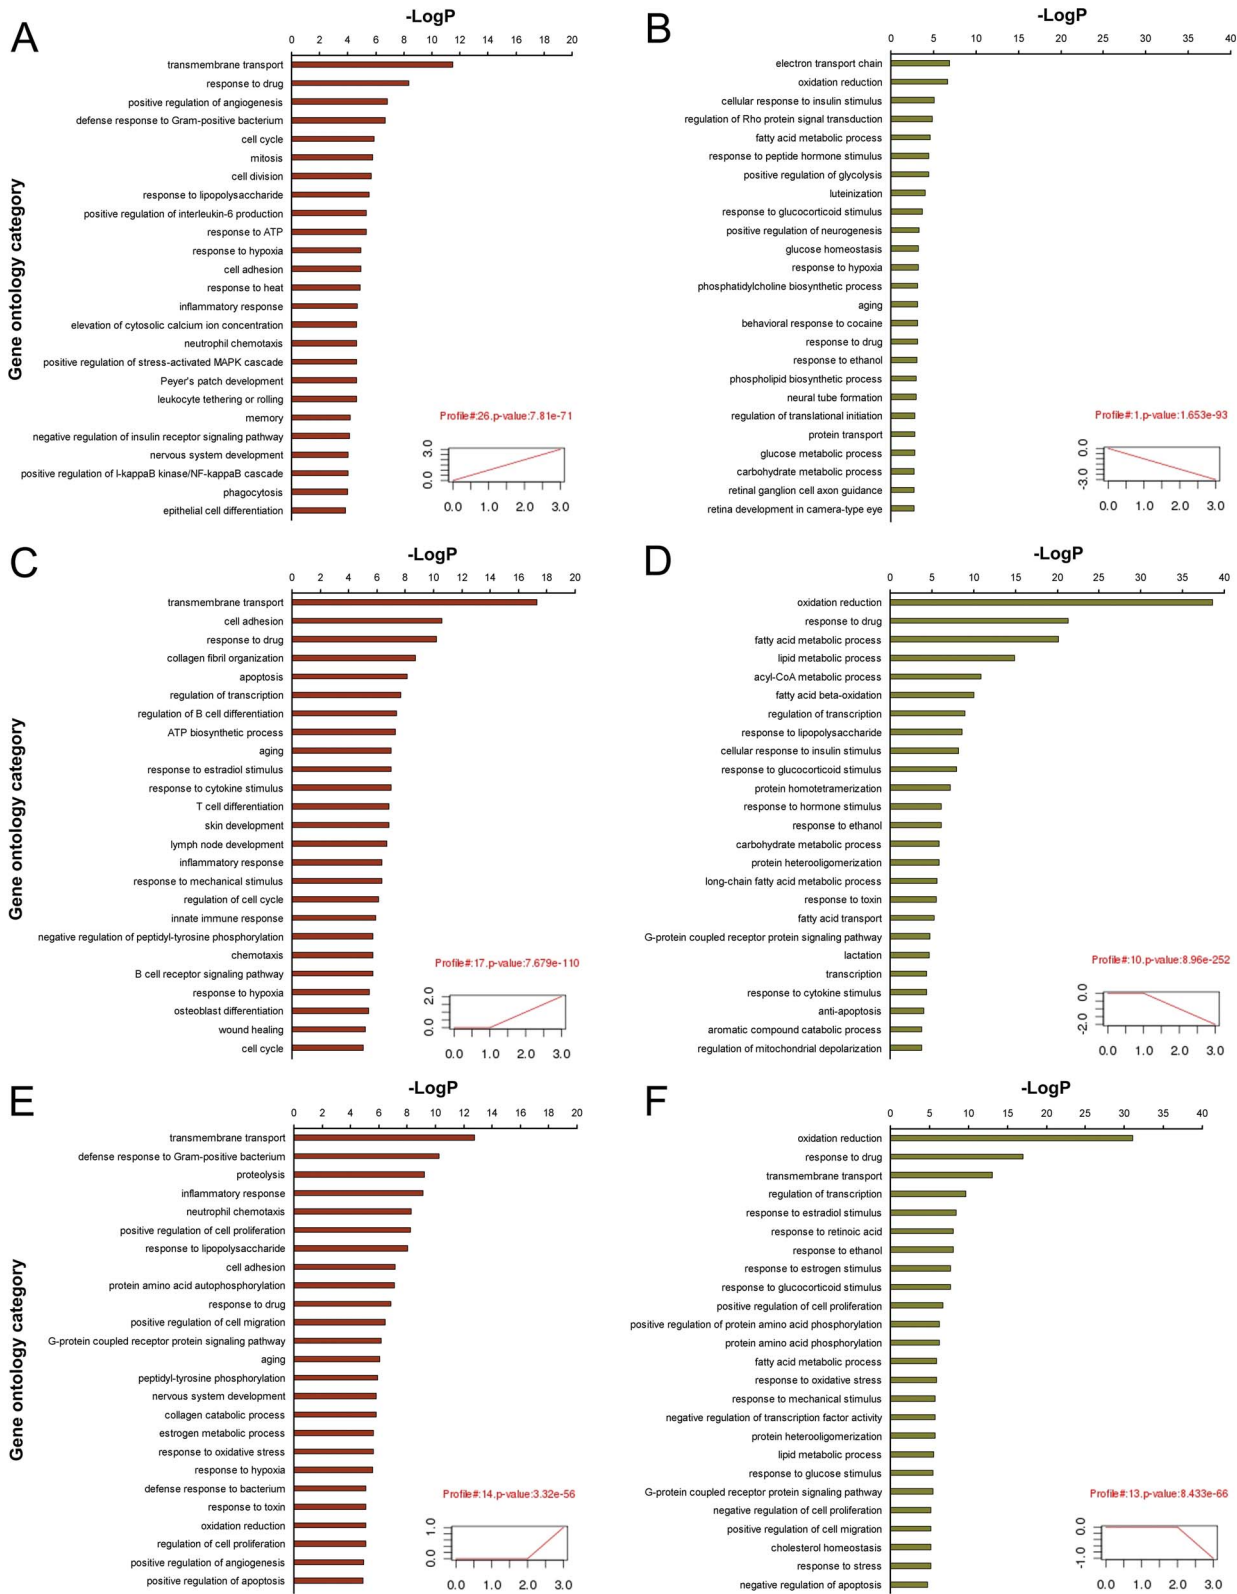 A
-LogP
0 2 4 6 8 10 12 14 16 18 20
Gene ontology category
transmembrane transport
response to drug
positive regulation of angiogenesis
defense response to Gram-positive bacterium
cell cycle
mitosis
cell division
response to lipopolysaccharide
positive regulation of interleukin-6 production
response to ATP
response to hypoxia
cell adhesion
response to heat
inflammatory response
elevation of cytosolic calcium ion concentration
neutrophil chemotaxis
positive regulation of stress-activated MAPK cascade
Peyer's patch development
leukocyte tethering or rolling
memory
negative regulation of insulin receptor signaling pathway
nervous system development
positive regulation of I-kappaB kinase/NF-kappaB cascade
phagocytosis
epithelial cell differentiation
Profile#:26.p-value:7.81e-71
3.0
0.0
0.0 1.0 2.0 3.0
B
-LogP
0 5 10 15 20 25 30 35 40
electron transport chain
oxidation reduction
cellular response to insulin stimulus
regulation of Rho protein signal transduction
fatty acid metabolic process
response to peptide hormone stimulus
positive regulation of glycolysis
luteinization
response to glucocorticoid stimulus
positive regulation of neurogenesis
glucose homeostasis
response to hypoxia
phosphatidylcholine biosynthetic process
aging
behavioral response to cocaine
response to drug
response to ethanol
phospholipid biosynthetic process
neural tube formation
regulation of translational initiation
protein transport
glucose metabolic process
carbohydrate metabolic process
retinal ganglion cell axon guidance
retina development in camera-type eye
Profile#:1.p-value:1.653e-93
0.0
-3.0
0.0 1.0 2.0 3.0
C
-LogP
0 2 4 6 8 10 12 14 16 18 20
Gene ontology category
transmembrane transport
cell adhesion
response to drug
collagen fibril organization
apoptosis
regulation of transcription
regulation of B cell differentiation
ATP biosynthetic process
aging
response to estradiol stimulus
response to cytokine stimulus
T cell differentiation
skin development
lymph node development
inflammatory response
response to mechanical stimulus
regulation of cell cycle
innate immune response
negative regulation of peptidyl-tyrosine phosphorylation
chemotaxis
B cell receptor signaling pathway
response to hypoxia
osteoblast differentiation
wound healing
cell cycle
Profile#:17.p-value:7.679e-110
2.0
0.0
0.0 1.0 2.0 3.0
D
-LogP
0 5 10 15 20 25 30 35 40
oxidation reduction
response to drug
fatty acid metabolic process
lipid metabolic process
acyl-CoA metabolic process
fatty acid beta-oxidation
regulation of transcription
response to lipopolysaccharide
cellular response to insulin stimulus
response to glucocorticoid stimulus
protein homotetramerization
response to hormone stimulus
response to ethanol
carbohydrate metabolic process
protein heterooligomerization
long-chain fatty acid metabolic process
response to toxin
fatty acid transport
G-protein coupled receptor protein signaling pathway
lactation
transcription
response to cytokine stimulus
anti-apoptosis
aromatic compound catabolic process
regulation of mitochondrial depolarization
Profile#:10.p-value:8.96e-252
0.0
-2.0
0.0 1.0 2.0 3.0
E
-LogP
0 2 4 6 8 10 12 14 16 18 20
Gene ontology category
transmembrane transport
defense response to Gram-positive bacterium
proteolysis
inflammatory response
neutrophil chemotaxis
positive regulation of cell proliferation
response to lipopolysaccharide
cell adhesion
protein amino acid autophosphorylation
response to drug
positive regulation of cell migration
G-protein coupled receptor protein signaling pathway
aging
peptidyl-tyrosine phosphorylation
nervous system development
collagen catabolic process
estrogen metabolic process
response to oxidative stress
response to hypoxia
defense response to bacterium
response to toxin
oxidation reduction
regulation of cell proliferation
positive regulation of angiogenesis
positive regulation of apoptosis
Profile#:14.p-value:3.32e-56
1.0
0.0
0.0 1.0 2.0 3.0
F
-LogP
0 5 10 15 20 25 30 35 40
oxidation reduction
response to drug
transmembrane transport
regulation of transcription
response to estradiol stimulus
response to retinoic acid
response to ethanol
response to estrogen stimulus
response to glucocorticoid stimulus
positive regulation of cell proliferation
positive regulation of protein amino acid phosphorylation
protein amino acid phosphorylation
fatty acid metabolic process
response to oxidative stress
response to mechanical stimulus
negative regulation of transcription factor activity
protein heterooligomerization
lipid metabolic process
response to glucose stimulus
G-protein coupled receptor protein signaling pathway
negative regulation of cell proliferation
positive regulation of cell migration
cholesterol homeostasis
response to stress
negative regulation of apoptosis
Profile#:13.p-value:8.433e-66
0.0
-1.0
0.0 1.0 2.0 3.0